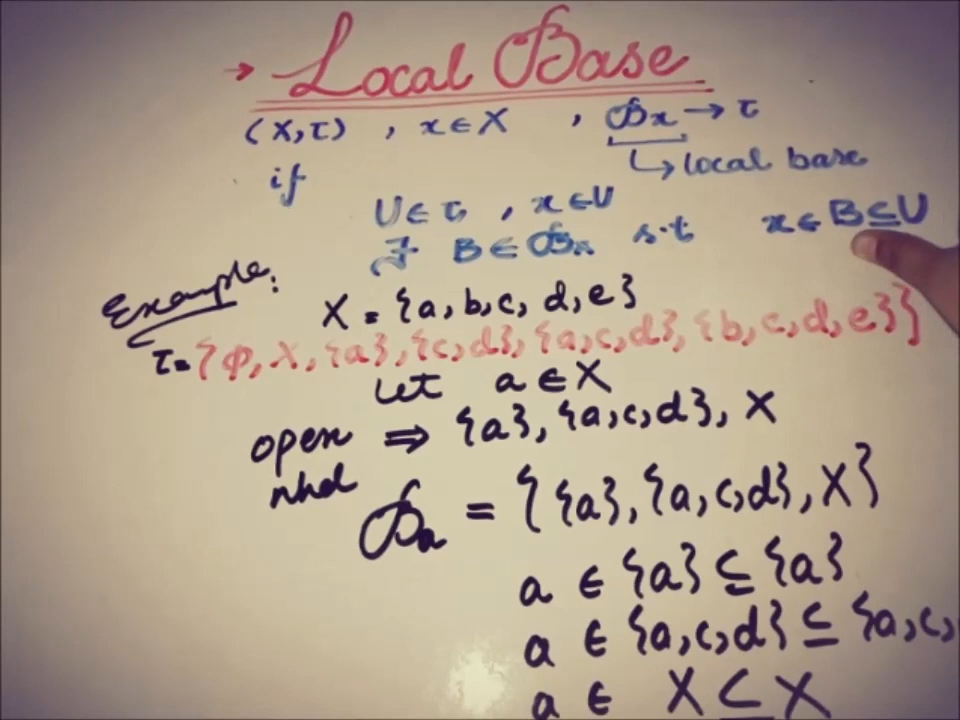 → Local Base
(X,τ) , x∈X , ℬx → τ
↳ local base
if
U∈τ , x∈U
∃ B∈ℬx s.t x∈B⊆U
Example:
X = {a, b, c, d, e}
τ = {φ, X, {a}, {c, d}, {a, c, d}, {b, c, d, e}}
Let a∈X
open nhd ⇒ {a}, {a, c, d}, X
ℬa = {{a}, {a, c, d}, X}
a ∈ {a} ⊆ {a}
a ∈ {a, c, d} ⊆ {a, c,
a ∈ X ⊆ X